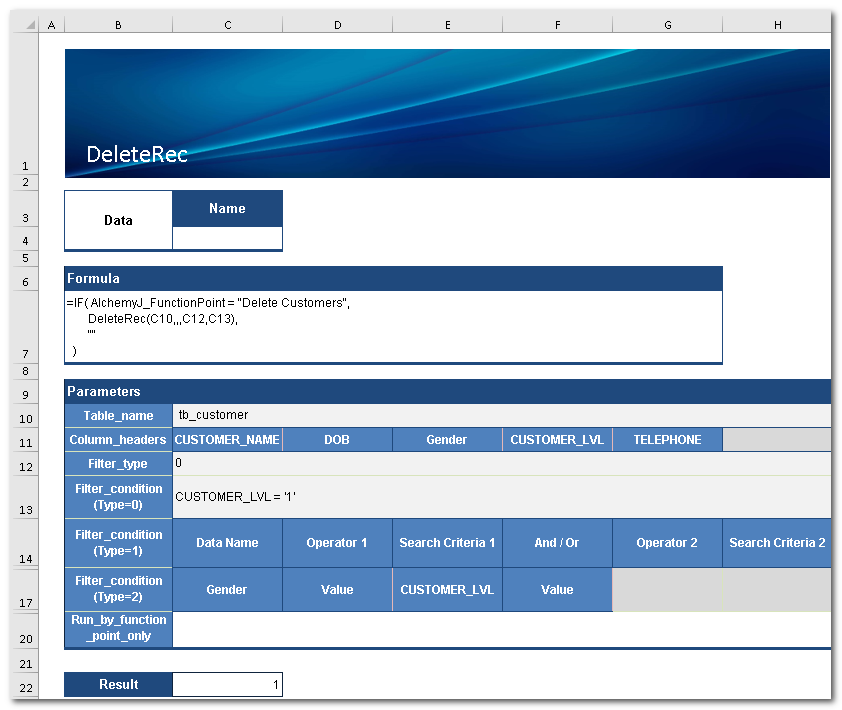 A B C D E F G H
1 DeleteRec
2
3 Data Name
4
5
6 Formula
=IF( AlchemyJ_FunctionPoint = "Delete Customers",
DeleteRec(C10,,,C12,C13),
""
7 )
8
9 Parameters
10 Table_name tb_customer
11 Column_headers CUSTOMER_NAME DOB Gender CUSTOMER_LVL TELEPHONE
12 Filter_type 0
Filter_condition
13 (Type=0) CUSTOMER_LVL = '1'
Filter_condition
14 (Type=1) Data Name Operator 1 Search Criteria 1 And / Or Operator 2 Search Criteria 2
Filter_condition
17 (Type=2) Gender Value CUSTOMER_LVL Value
Run_by_function
20 _point_only
21
22 Result 1